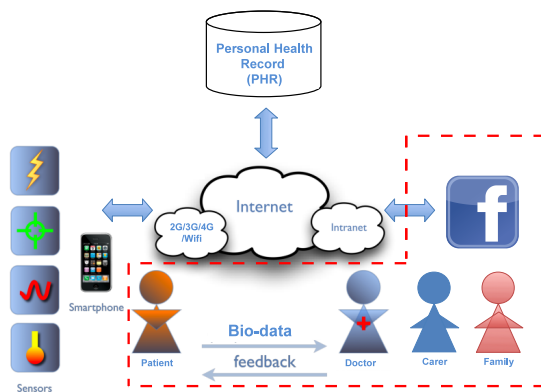 Personal Health
Record
(PHR)
Internet
2G/3G/4G
/Wifi
Intranet
f
Smartphone
Sensors
Bio-data
feedback
Patient
Doctor
Carer
Family